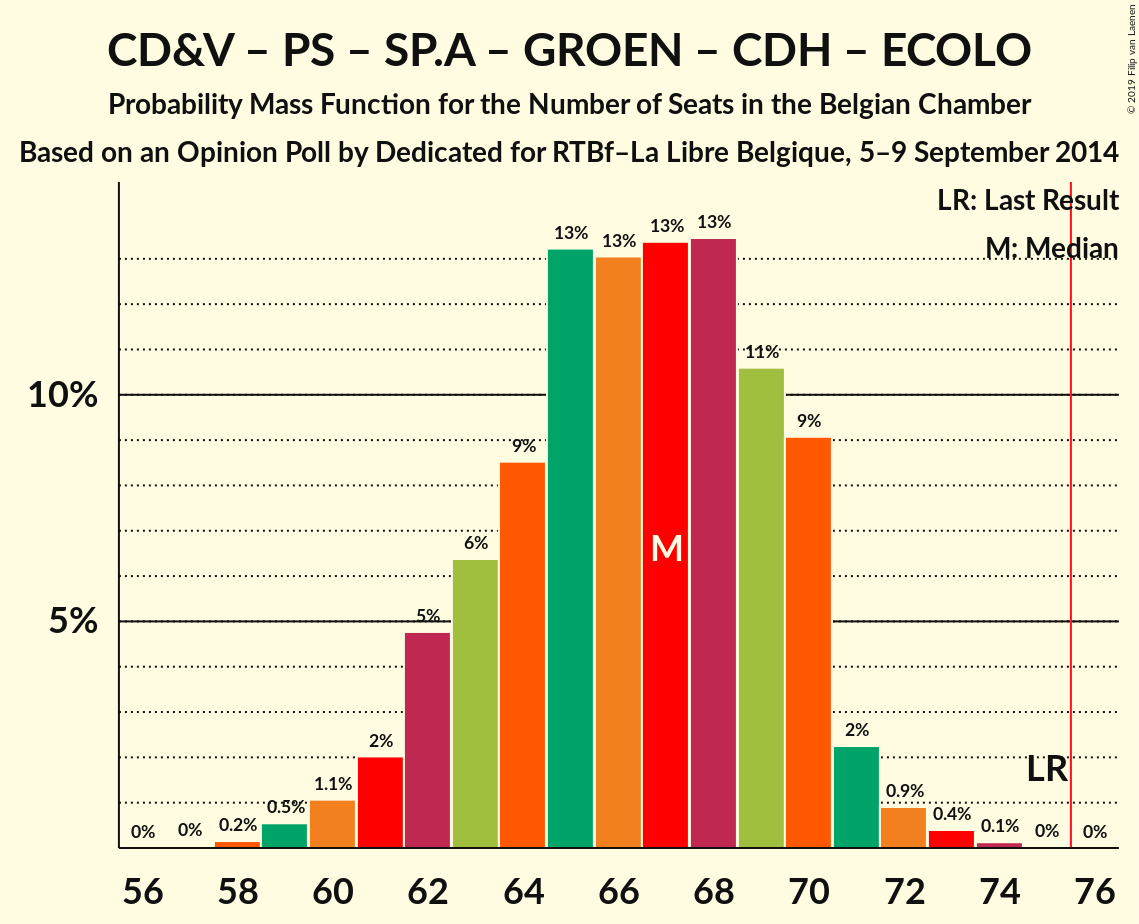 CD&V – PS – SP.A – GROEN – CDH – ECOLO
Probability Mass Function for the Number of Seats in the Belgian Chamber
Based on an Opinion Poll by Dedicated for RTBf–La Libre Belgique, 5–9 September 2014
© 2019 Filip van Laenen
LR: Last Result
M: Median
10%
5%
0%
0%
0.2%
0.5%
1.1%
2%
5%
6%
9%
13%
13%
13%
13%
11%
9%
2%
0.9%
0.4%
0.1%
0%
0%
M
LR
56 58 60 62 64 66 68 70 72 74 76